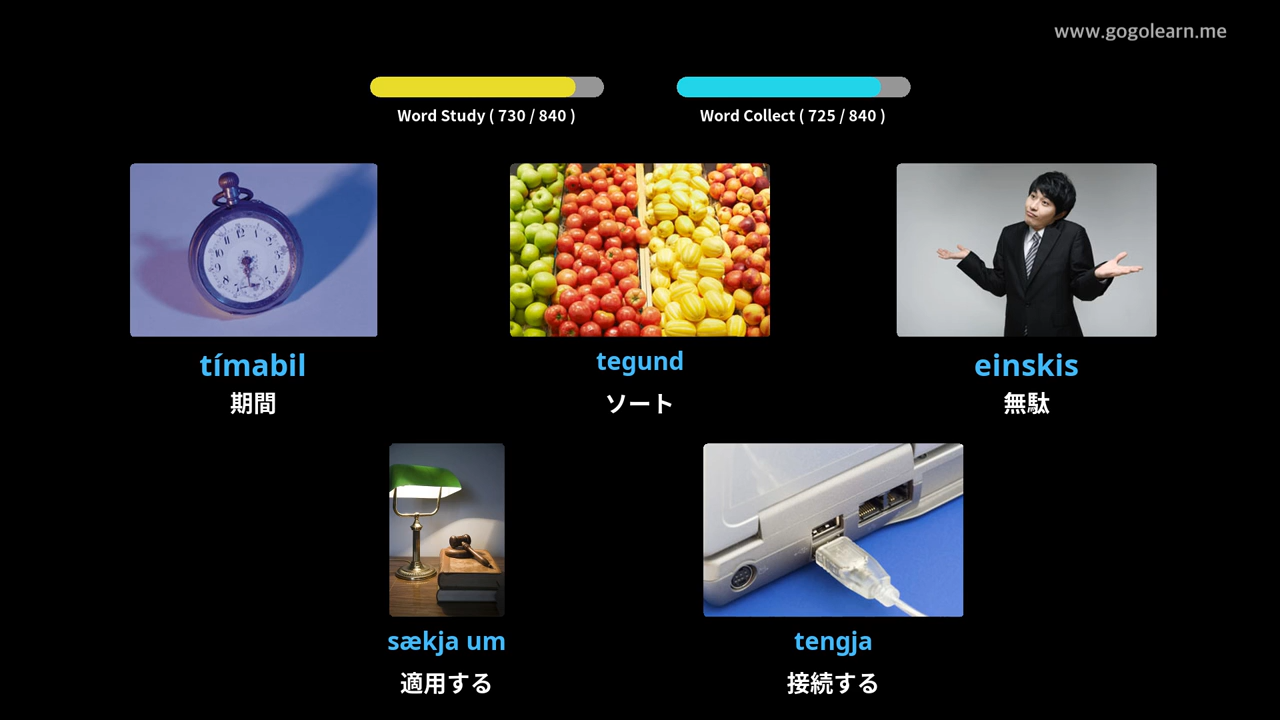 www.gogolearn.me
Word Study ( 730 / 840 )
Word Collect ( 725 / 840 )
tímabil
期間
tegund
ソート
einskis
無駄
sækja um
適用する
tengja
接続する